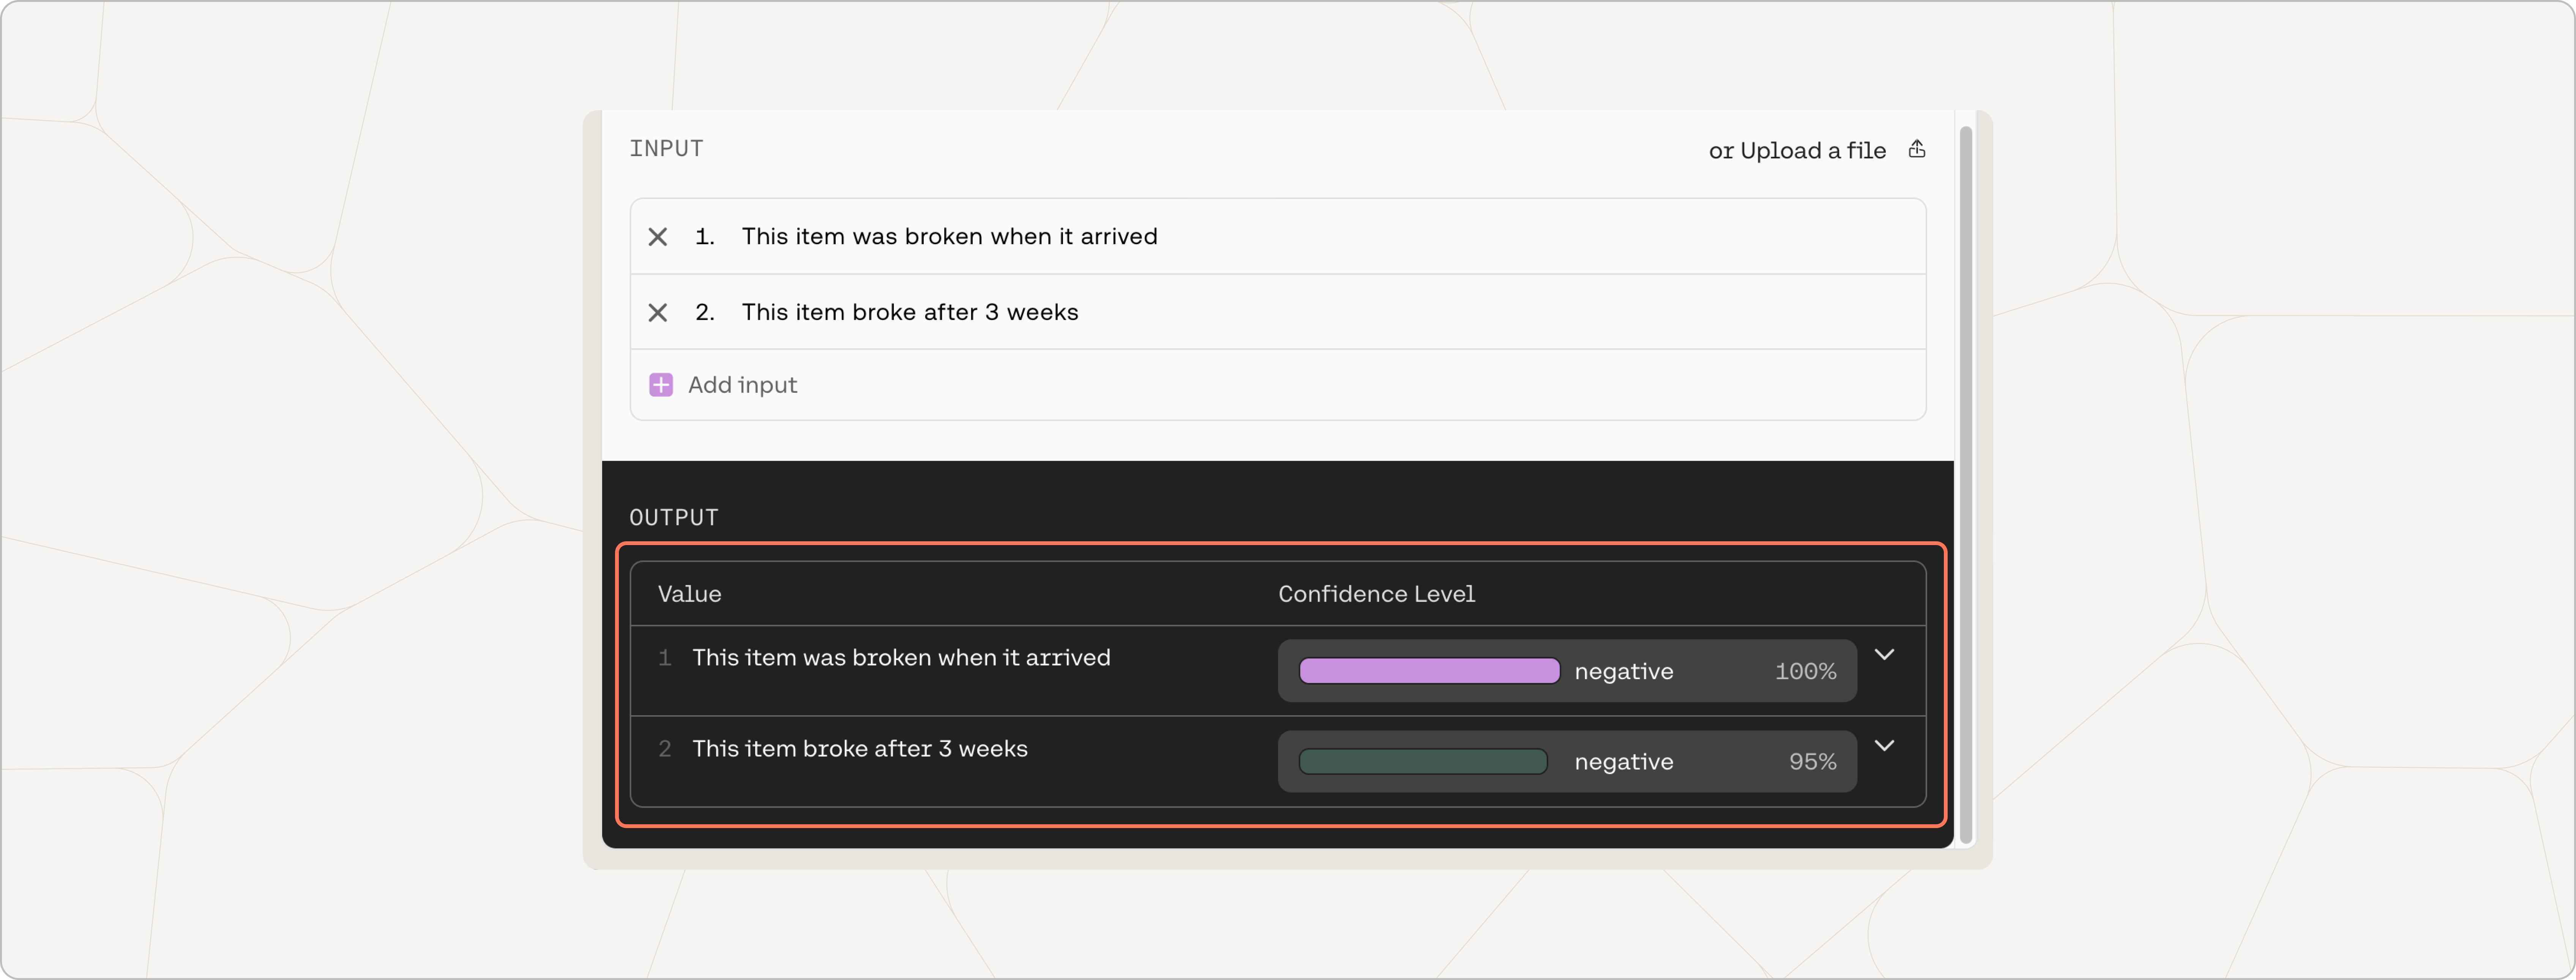 INPUT
or Upload a file
1. This item was broken when it arrived
2. This item broke after 3 weeks
Add input
OUTPUT
Value Confidence Level
1 This item was broken when it arrived negative 100%
2 This item broke after 3 weeks negative 95%